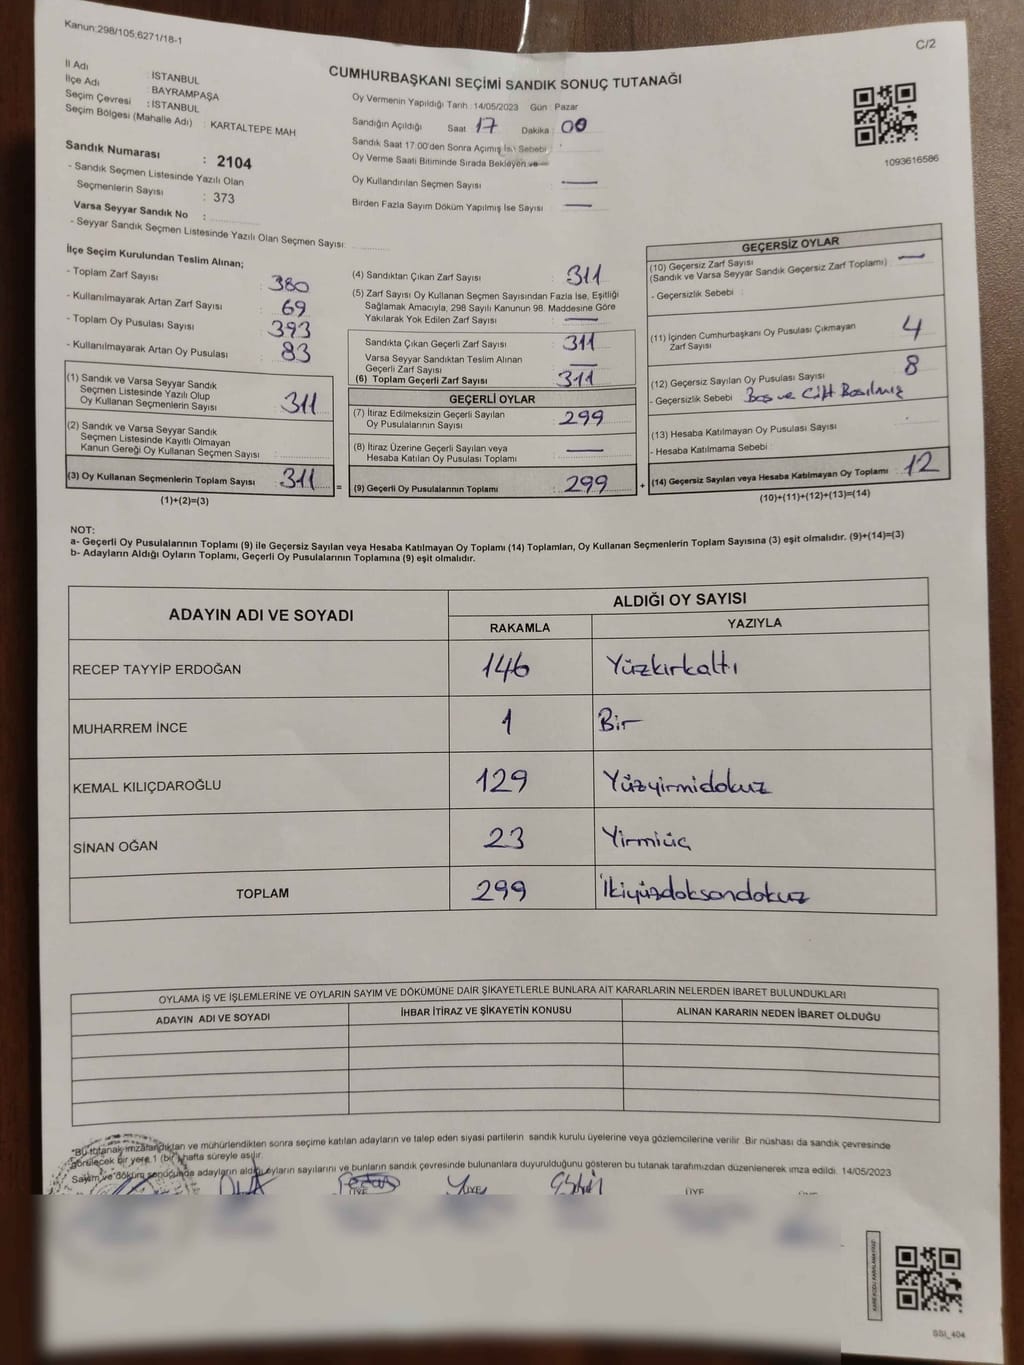 Kanun:298/105;6271/18-1
C/2
CUMHURBAŞKANI SEÇİMİ SANDIK SONUÇ TUTANAĞI
İl Adı : İSTANBUL
İlçe Adı : BAYRAMPAŞA
Seçim Çevresi : İSTANBUL
Seçim Bölgesi (Mahalle Adı) : KARTALTEPE MAH
Sandık Numarası : 2104
- Sandık Seçmen Listesinde Yazılı Olan
Seçmenlerin Sayısı : 373
Varsa Seyyar Sandık No :
- Seyyar Sandık Seçmen Listesinde Yazılı Olan Seçmen Sayısı:
Oy Vermenin Yapıldığı Tarih :14/05/2023 Gün : Pazar
Sandığın Açıldığı Saat : 17 Dakika : 00
Sandık Saat 17:00'den Sonra Açımış İse Sebebi :
Oy Verme Saati Bitiminde Sırada Bekleyen ve
Oy Kullandırılan Seçmen Sayısı : —
Birden Fazla Sayım Döküm Yapılmış İse Sayısı : —
1093616586
İlçe Seçim Kurulundan Teslim Alınan;
- Toplam Zarf Sayısı : 380
- Kullanılmayarak Artan Zarf Sayısı : 69
- Toplam Oy Pusulası Sayısı : 393
- Kullanılmayarak Artan Oy Pusulası : 83
(1) Sandık ve Varsa Seyyar Sandık
Seçmen Listesinde Yazılı Olup
Oy Kullanan Seçmenlerin Sayısı : 311
(2) Sandık ve Varsa Seyyar Sandık
Seçmen Listesinde Kayıtlı Olmayan
Kanun Gereği Oy Kullanan Seçmen Sayısı :
(3) Oy Kullanan Seçmenlerin Toplam Sayısı : 311
(1)+(2)=(3)
=
(4) Sandıktan Çıkan Zarf Sayısı : 311
(5) Zarf Sayısı Oy Kullanan Seçmen Sayısından Fazla İse, Eşitliği
Sağlamak Amacıyla, 298 Sayılı Kanunun 98. Maddesine Göre
Yakılarak Yok Edilen Zarf Sayısı : —
Sandıkta Çıkan Geçerli Zarf Sayısı : 311
Varsa Seyyar Sandıktan Teslim Alınan
Geçerli Zarf Sayısı : —
(6) Toplam Geçerli Zarf Sayısı : 311
GEÇERLİ OYLAR
(7) İtiraz Edilmeksizin Geçerli Sayılan
Oy Pusulalarının Sayısı : 299
(8) İtiraz Üzerine Geçerli Sayılan veya
Hesaba Katılan Oy Pusulası Toplamı : —
(9) Geçerli Oy Pusulalarının Toplamı : 299
+
GEÇERSİZ OYLAR
(10) Geçersiz Zarf Sayısı
(Sandık ve Varsa Seyyar Sandık Geçersiz Zarf Toplamı) : —
- Geçersizlik Sebebi :
(11) İçinden Cumhurbaşkanı Oy Pusulası Çıkmayan
Zarf Sayısı : 4
(12) Geçersiz Sayılan Oy Pusulası Sayısı : 8
- Geçersizlik Sebebi : Boş ve Çift Basılmış
(13) Hesaba Katılmayan Oy Pusulası Sayısı :
- Hesaba Katılmama Sebebi :
(14) Geçersiz Sayılan veya Hesaba Katılmayan Oy Toplamı : 12
(10)+(11)+(12)+(13)=(14)
NOT:
a- Geçerli Oy Pusulalarının Toplamı (9) ile Geçersiz Sayılan veya Hesaba Katılmayan Oy Toplamı (14) Toplamları, Oy Kullanan Seçmenlerin Toplam Sayısına (3) eşit olmalıdır. (9)+(14)=(3)
b- Adayların Aldığı Oyların Toplamı, Geçerli Oy Pusulalarının Toplamına (9) eşit olmalıdır.
ADAYIN ADI VE SOYADI
ALDIĞI OY SAYISI
RAKAMLA YAZIYLA
RECEP TAYYİP ERDOĞAN 146 Yüzkırkaltı
MUHARREM İNCE 1 Bir
KEMAL KILIÇDAROĞLU 129 Yüzyirmidokuz
SİNAN OĞAN 23 Yirmiüç
TOPLAM 299 İkiyüzdoksandokuz
OYLAMA İŞ VE İŞLEMLERİNE VE OYLARIN SAYIM VE DÖKÜMÜNE DAİR ŞİKAYETLERLE BUNLARA AİT KARARLARIN NELERDEN İBARET BULUNDUKLARI
ADAYIN ADI VE SOYADI İHBAR İTİRAZ VE ŞİKAYETİN KONUSU ALINAN KARARIN NEDEN İBARET OLDUĞU
*Bu tutanak imzalandıktan ve mühürlendikten sonra seçime katılan adayların ve talep eden siyasi partilerin sandık kurulu üyelerine veya gözlemcilerine verilir. Bir nüshası da sandık çevresinde
görülecek bir yere 1 (bir) hafta süreyle asılır.
Sayım ve döküm sonucunda adayların aldığı oyların sayılarını ve bunların sandık çevresinde bulunanlara duyurulduğunu gösteren bu tutanak tarafımızdan düzenlenerek imza edildi. 14/05/2023
ÜYE ÜYE ÜYE
SSI_404